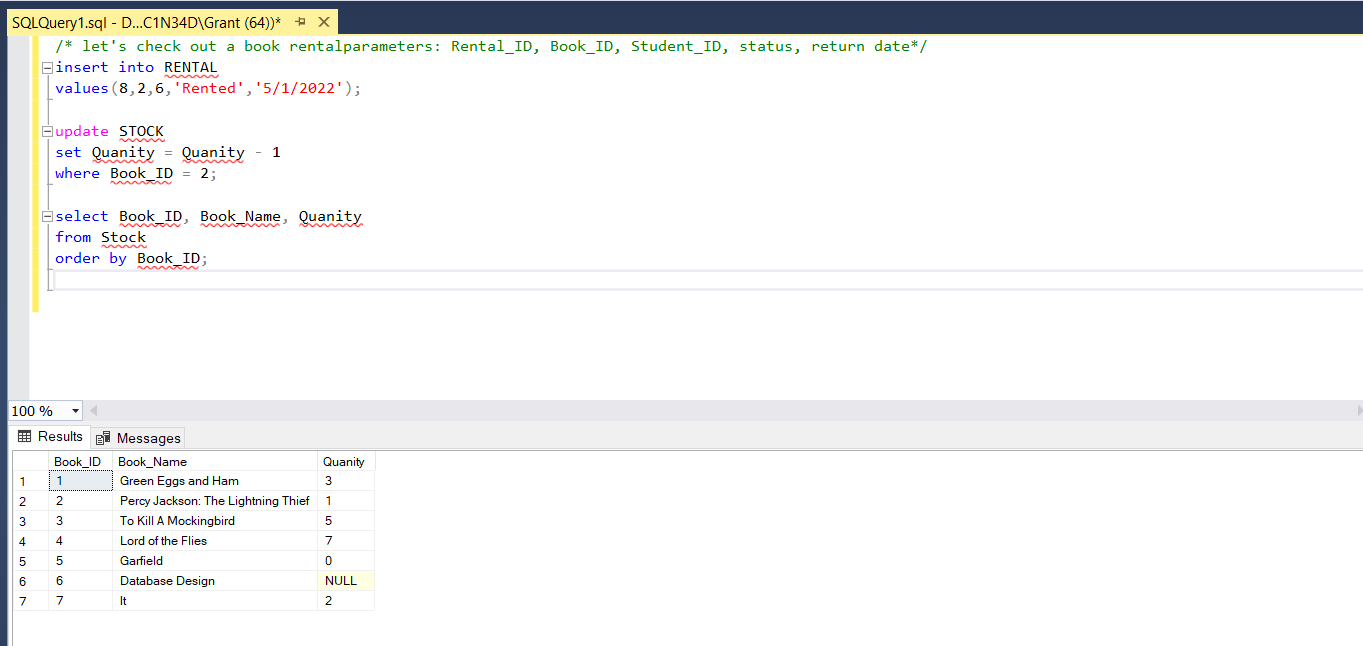 SQLQuery1.sql - D...C1N34D\Grant (64))*
/* let's check out a book rentalparameters: Rental_ID, Book_ID, Student_ID, status, return date*/
insert into RENTAL
values(8,2,6,'Rented','5/1/2022');
update STOCK
set Quanity = Quanity - 1
where Book_ID = 2;
select Book_ID, Book_Name, Quanity
from Stock
order by Book_ID;
100 %
Results Messages
Book_ID Book_Name Quanity
1 1 Green Eggs and Ham 3
2 2 Percy Jackson: The Lightning Thief 1
3 3 To Kill A Mockingbird 5
4 4 Lord of the Flies 7
5 5 Garfield 0
6 6 Database Design NULL
7 7 It 2